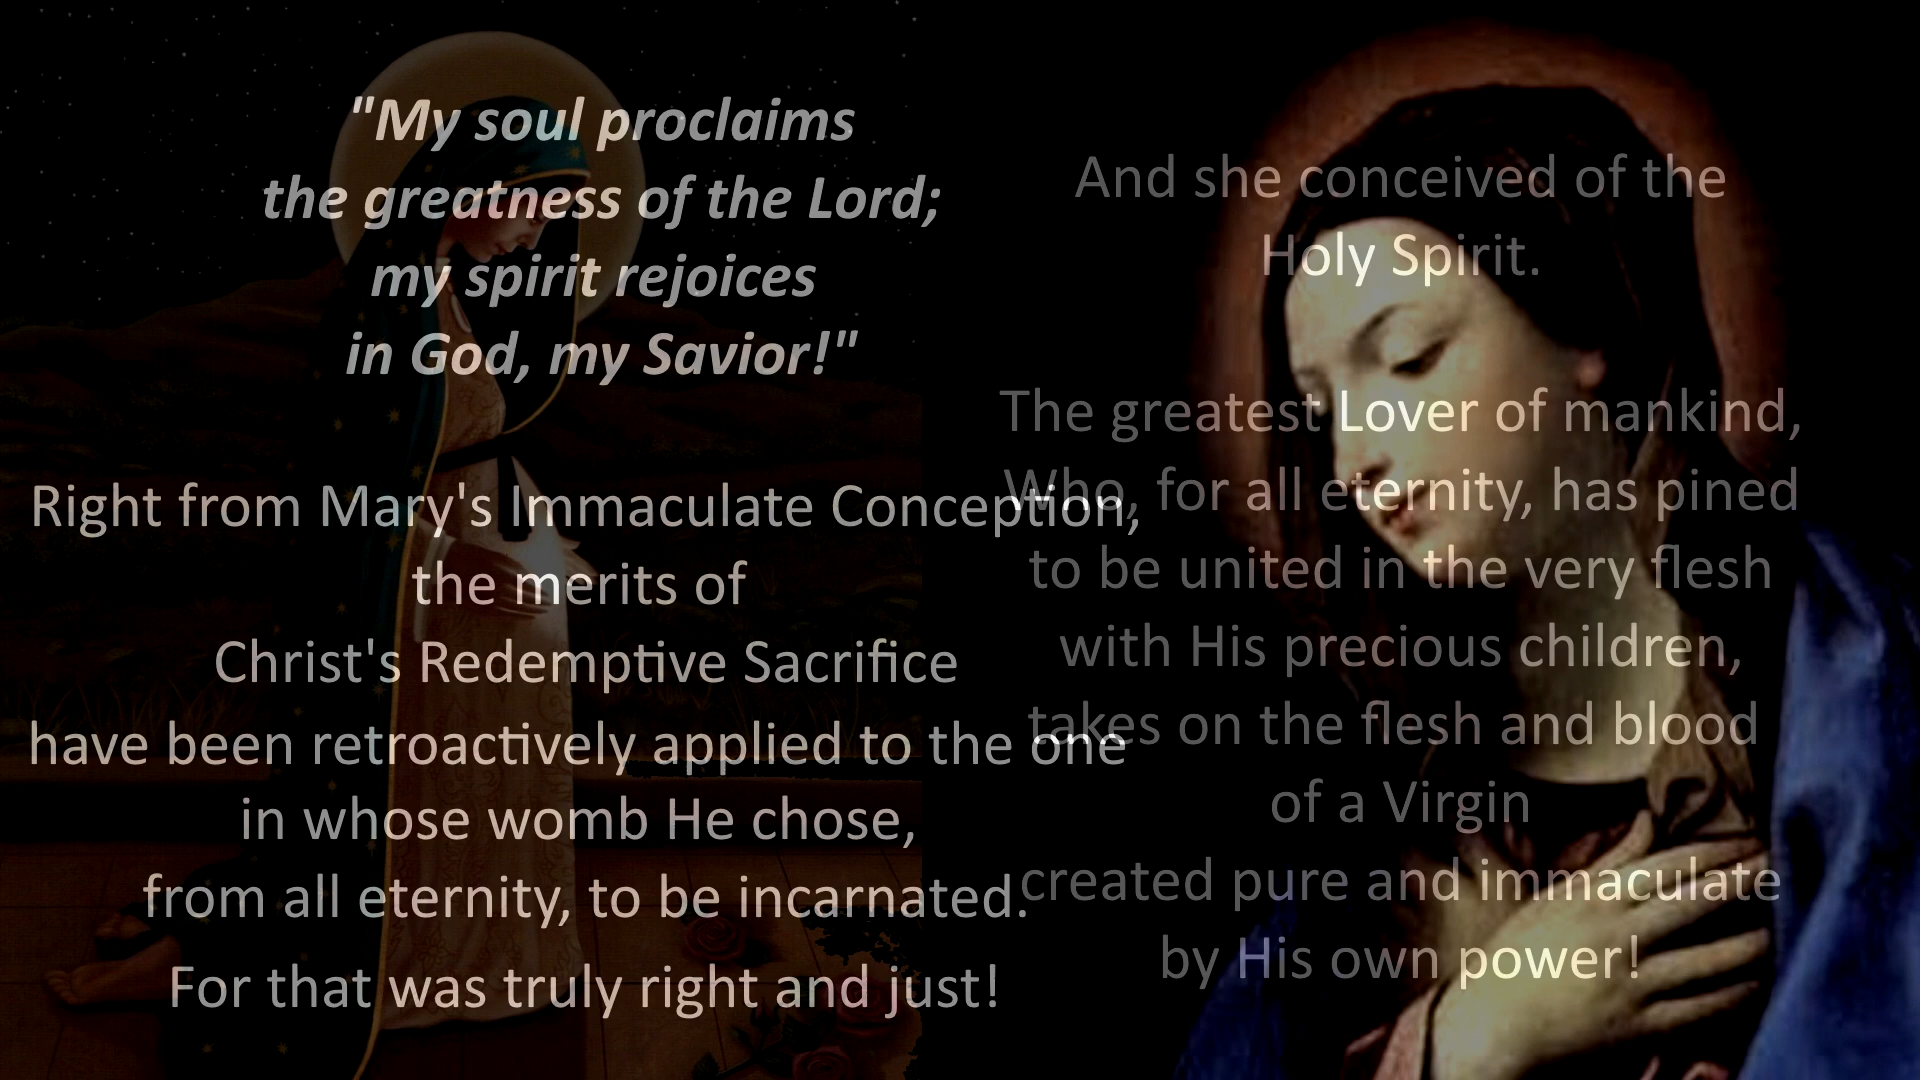 "My soul proclaims
the greatness of the Lord;
my spirit rejoices
in God, my Savior!"
Right from Mary's Immaculate Conception,
the merits of
Christ's Redemptive Sacrifice
have been retroactively applied to the one
in whose womb He chose,
from all eternity, to be incarnated.
For that was truly right and just!
And she conceived of the
Holy Spirit.
The greatest Lover of mankind,
Who, for all eternity, has pined
to be united in the very flesh
with His precious children,
takes on the flesh and blood
of a Virgin
created pure and immaculate
by His own power!